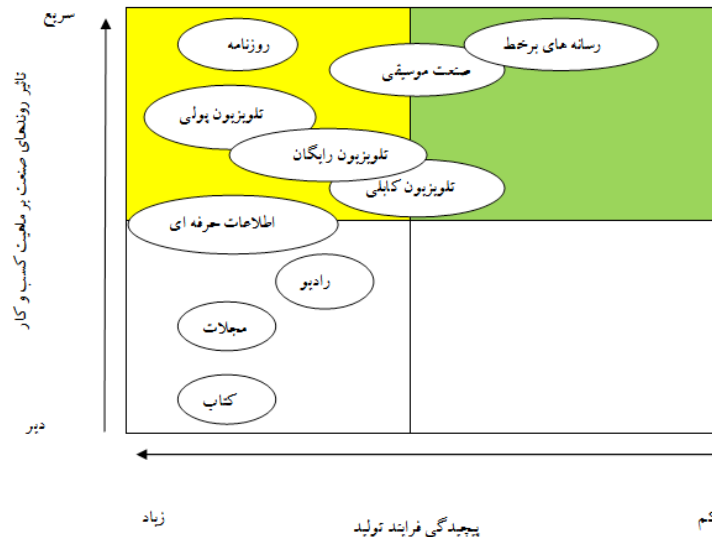 سریع
تاثیر روندهای صنعت بر ماهیت کسب و کار
دیر
رسانه های برخط
روزنامه
صنعت موسیقی
تلویزیون پولی
تلویزیون رایگان
تلویزیون کابلی
اطلاعات حرفه ای
رادیو
مجلات
کتاب
کم
زیاد
پیچیدگی فرایند تولید